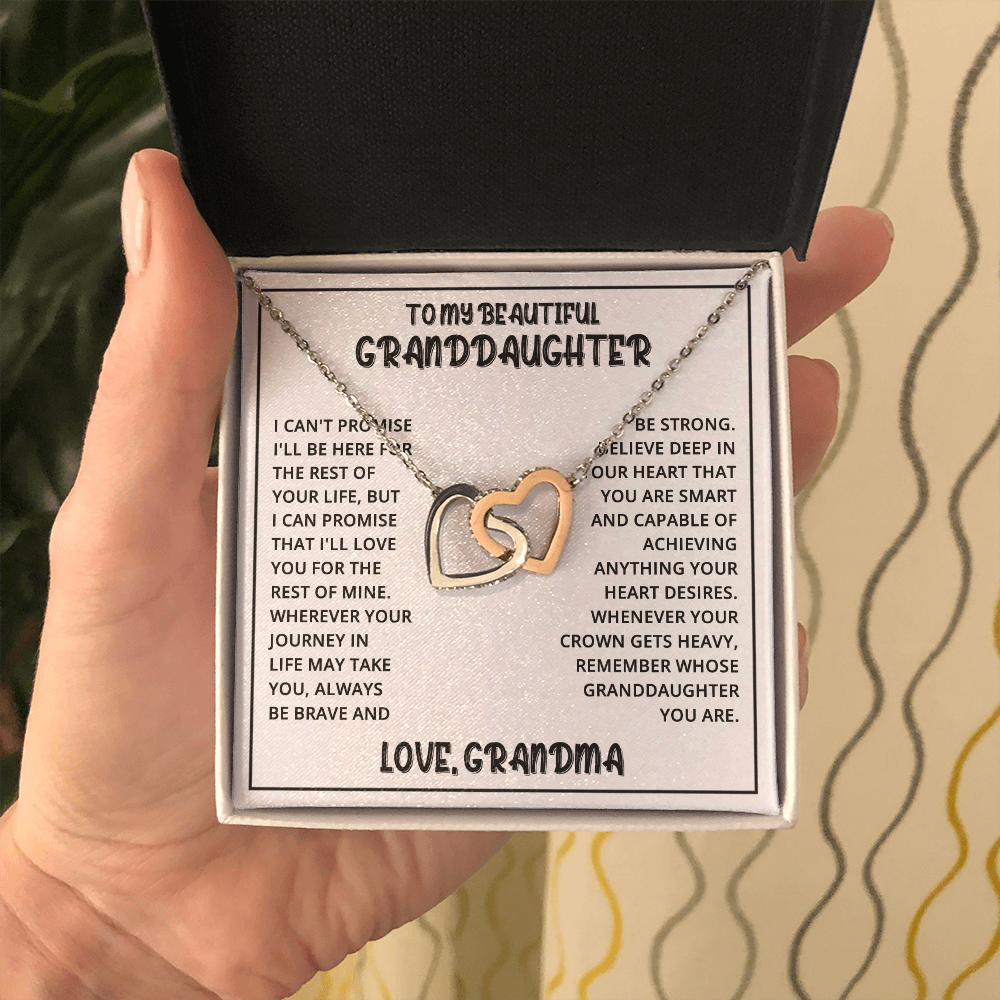 TO MY BEAUTIFUL
GRANDDAUGHTER
I CAN'T PROMISE
I'LL BE HERE FOR
THE REST OF
YOUR LIFE, BUT
I CAN PROMISE
THAT I'LL LOVE
YOU FOR THE
REST OF MINE.
WHEREVER YOUR
JOURNEY IN
LIFE MAY TAKE
YOU, ALWAYS
BE BRAVE AND
BE STRONG.
BELIEVE DEEP IN
YOUR HEART THAT
YOU ARE SMART
AND CAPABLE OF
ACHIEVING
ANYTHING YOUR
HEART DESIRES.
WHENEVER YOUR
CROWN GETS HEAVY,
REMEMBER WHOSE
GRANDDAUGHTER
YOU ARE.
LOVE, GRANDMA